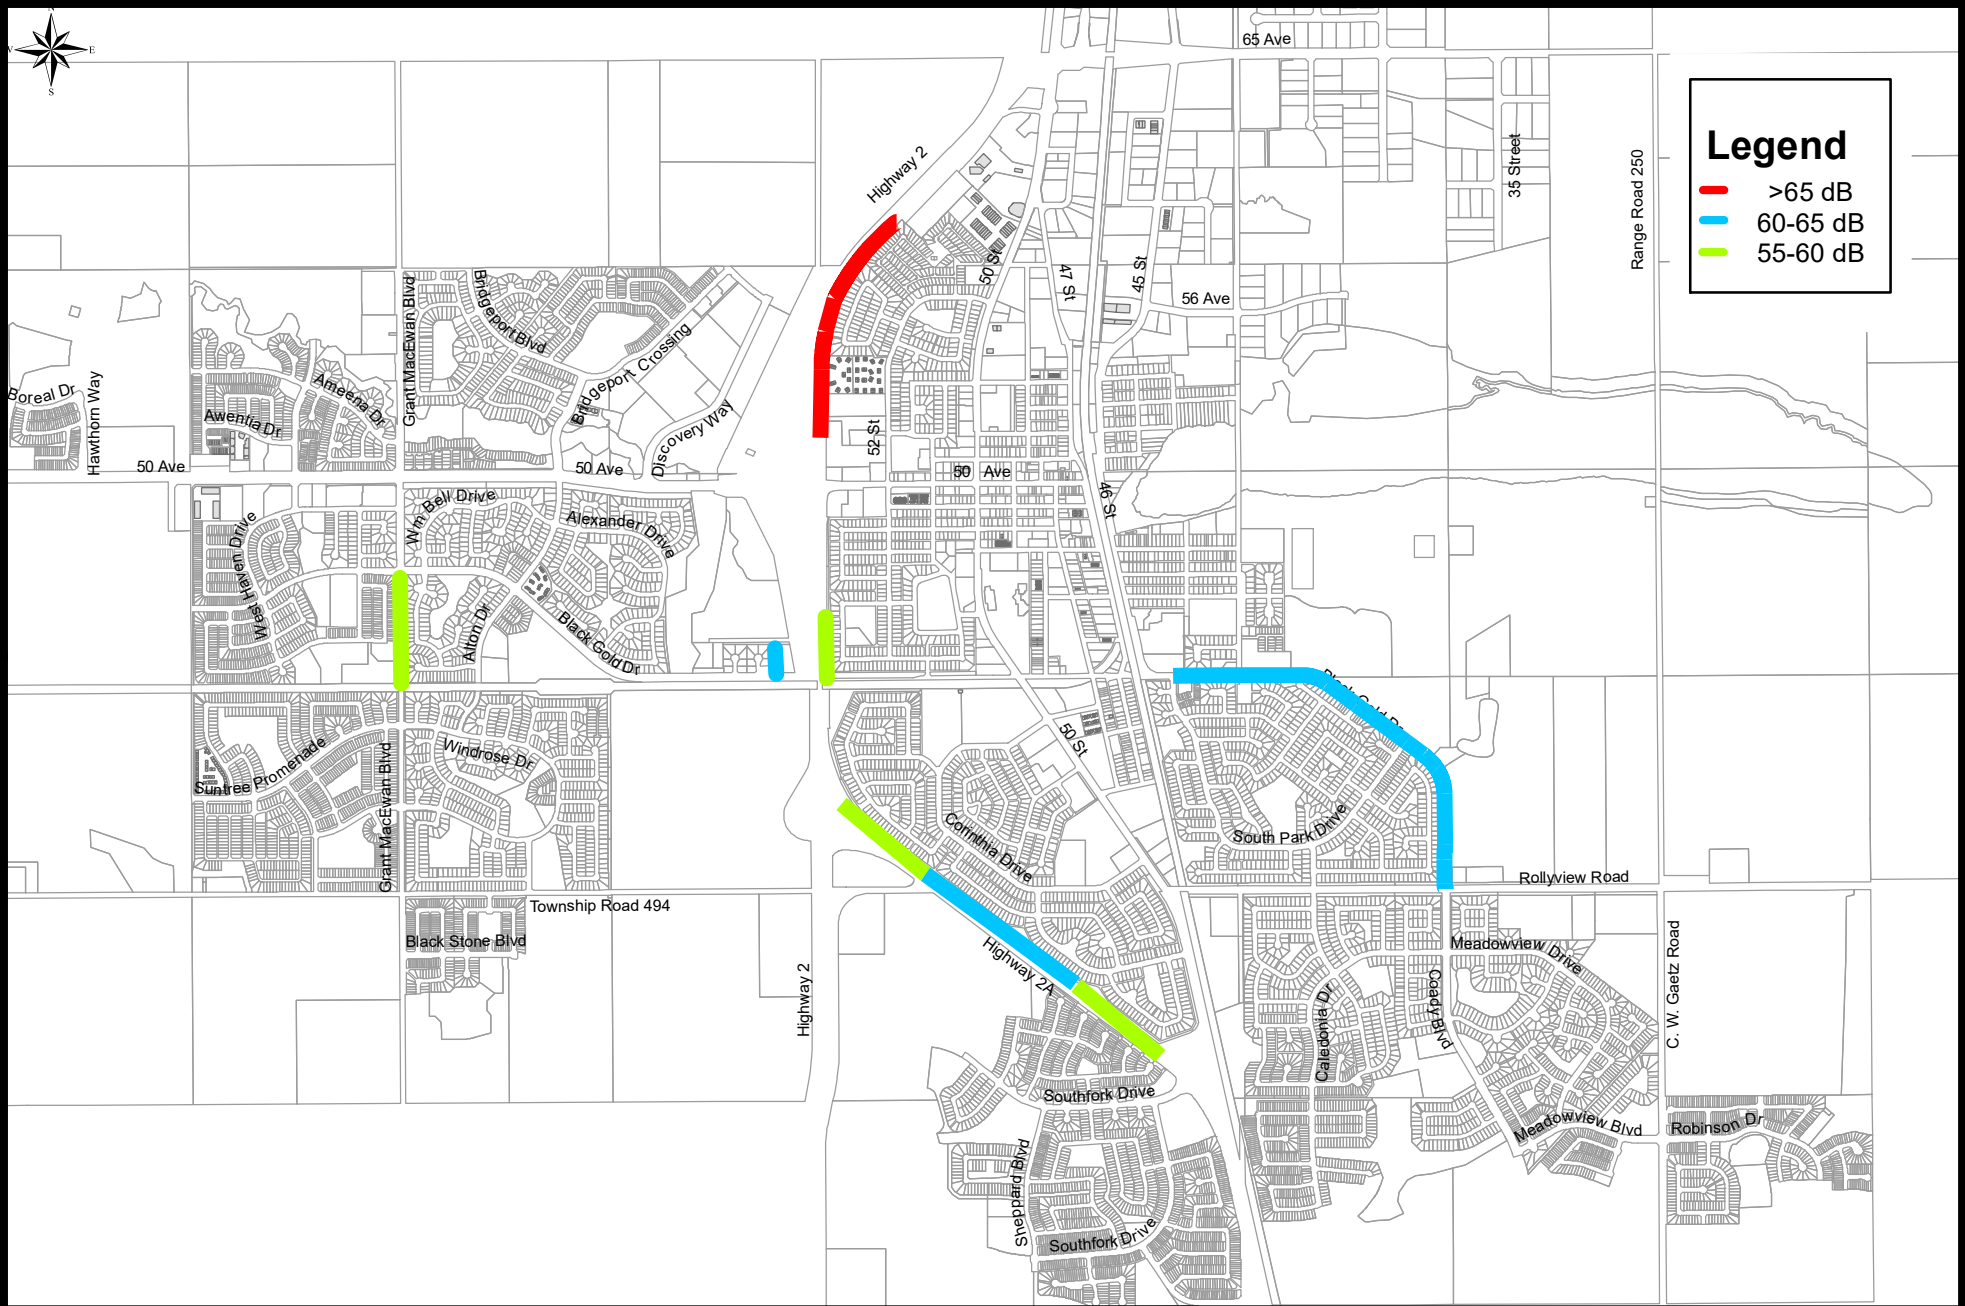 N
W
E
S
65 Ave
Legend
>65 dB
60-65 dB
55-60 dB
Highway 2
35 Street
Range Road 250
50 St
47 St
45 St
56 Ave
Grant MacEwan Blvd
Bridgeport Blvd
Bridgeport Crossing
Boreal Dr
Hawthorn Way
Ameena Dr
Awentia Dr
Discovery Way
52 St
50 Ave
50 Ave
50 Ave
46 St
Wm Bell Drive
Alexander Drive
West Haven Drive
Alton Dr
Black Gold Dr
Black Gold Dr
50 St
Windrose Dr
Suntree Promenade
Grant MacEwan Blvd
Corinthia Drive
South Park Drive
Rollyview Road
Township Road 494
Black Stone Blvd
Highway 2
Highway 2A
Meadowview Drive
Coady Blvd
Caledonia Dr
C. W. Gaetz Road
Southfork Drive
Meadowview Blvd
Robinson Dr
Sheppard Blvd
Southfork Drive